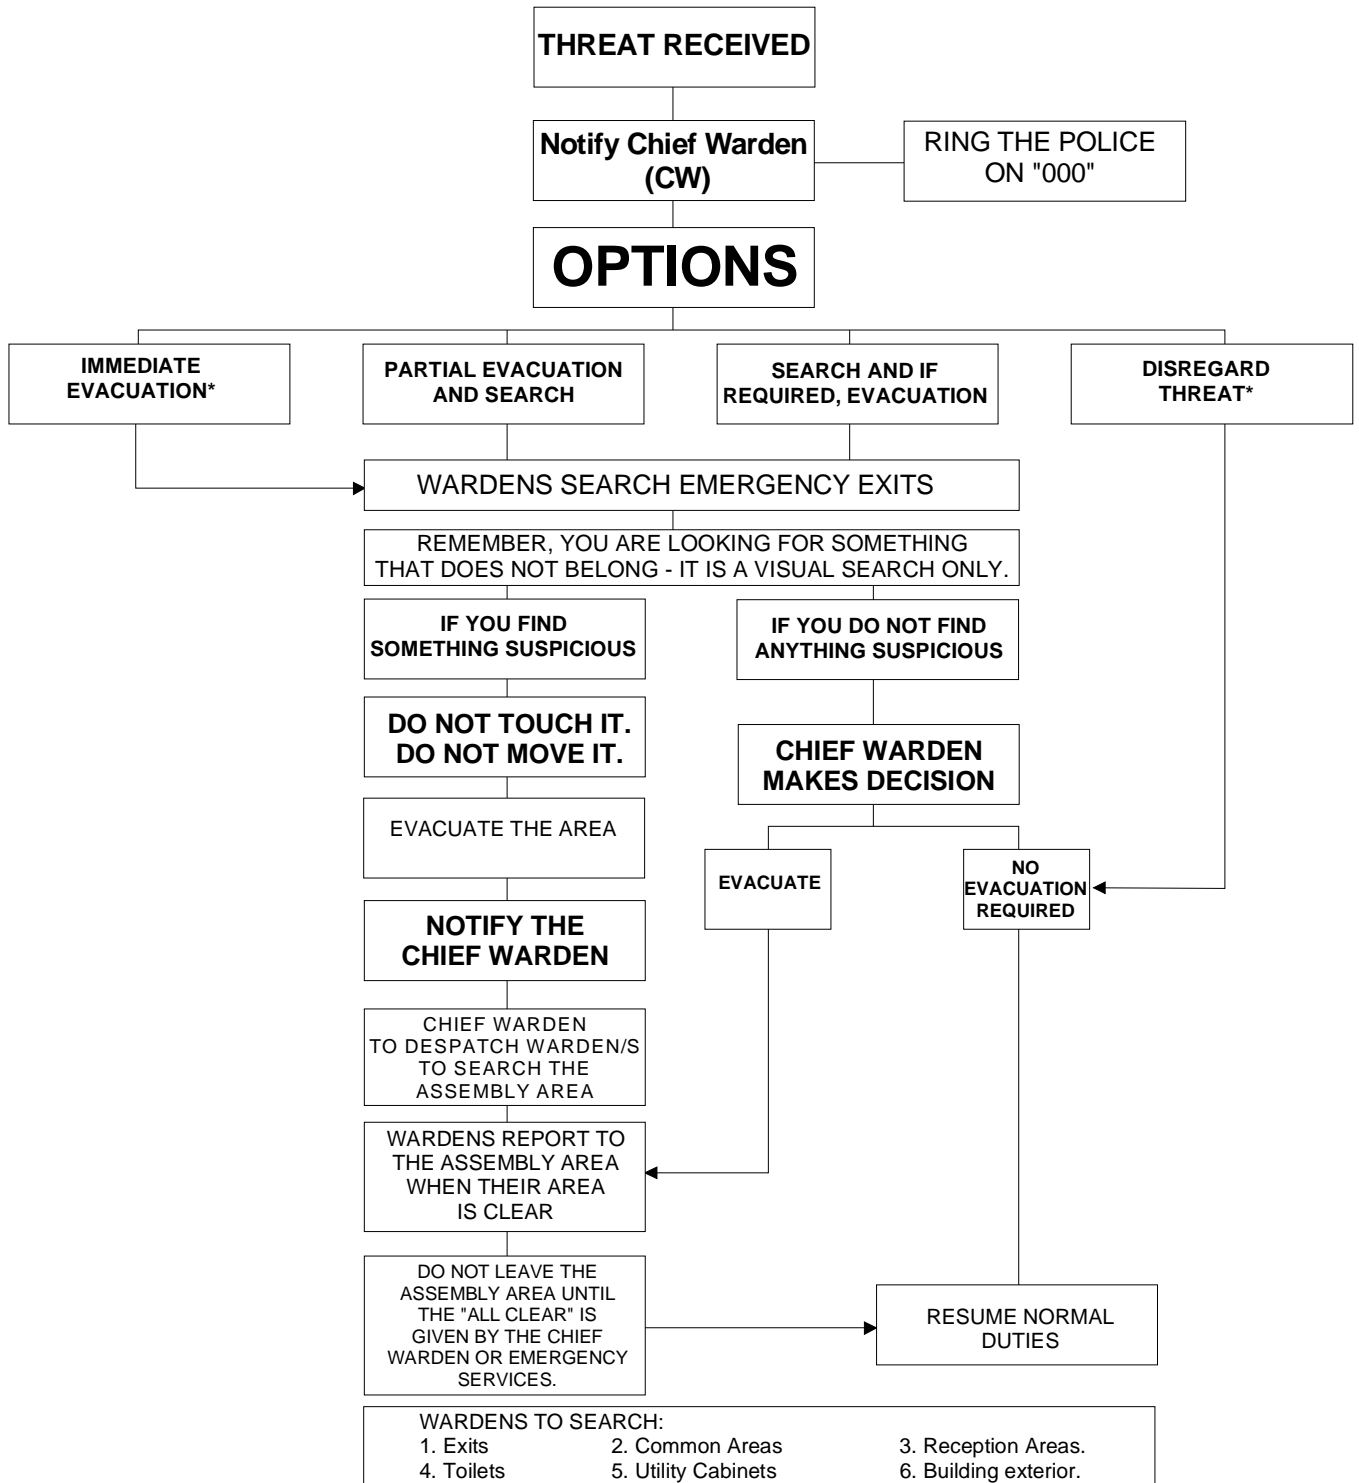 THREAT RECEIVED
Notify Chief Warden
(CW)
RING THE POLICE
ON "000"
OPTIONS
IMMEDIATE
EVACUATION*
PARTIAL EVACUATION
AND SEARCH
SEARCH AND IF
REQUIRED, EVACUATION
DISREGARD
THREAT*
WARDENS SEARCH EMERGENCY EXITS
REMEMBER, YOU ARE LOOKING FOR SOMETHING
THAT DOES NOT BELONG - IT IS A VISUAL SEARCH ONLY.
IF YOU FIND
SOMETHING SUSPICIOUS
IF YOU DO NOT FIND
ANYTHING SUSPICIOUS
DO NOT TOUCH IT.
DO NOT MOVE IT.
CHIEF WARDEN
MAKES DECISION
EVACUATE THE AREA
EVACUATE
NO
EVACUATION
REQUIRED
NOTIFY THE
CHIEF WARDEN
CHIEF WARDEN
TO DESPATCH WARDEN/S
TO SEARCH THE
ASSEMBLY AREA
WARDENS REPORT TO
THE ASSEMBLY AREA
WHEN THEIR AREA
IS CLEAR
DO NOT LEAVE THE
ASSEMBLY AREA UNTIL
THE "ALL CLEAR" IS
GIVEN BY THE CHIEF
WARDEN OR EMERGENCY
SERVICES.
RESUME NORMAL
DUTIES
WARDENS TO SEARCH:
1. Exits 2. Common Areas 3. Reception Areas.
4. Toilets 5. Utility Cabinets 6. Building exterior.